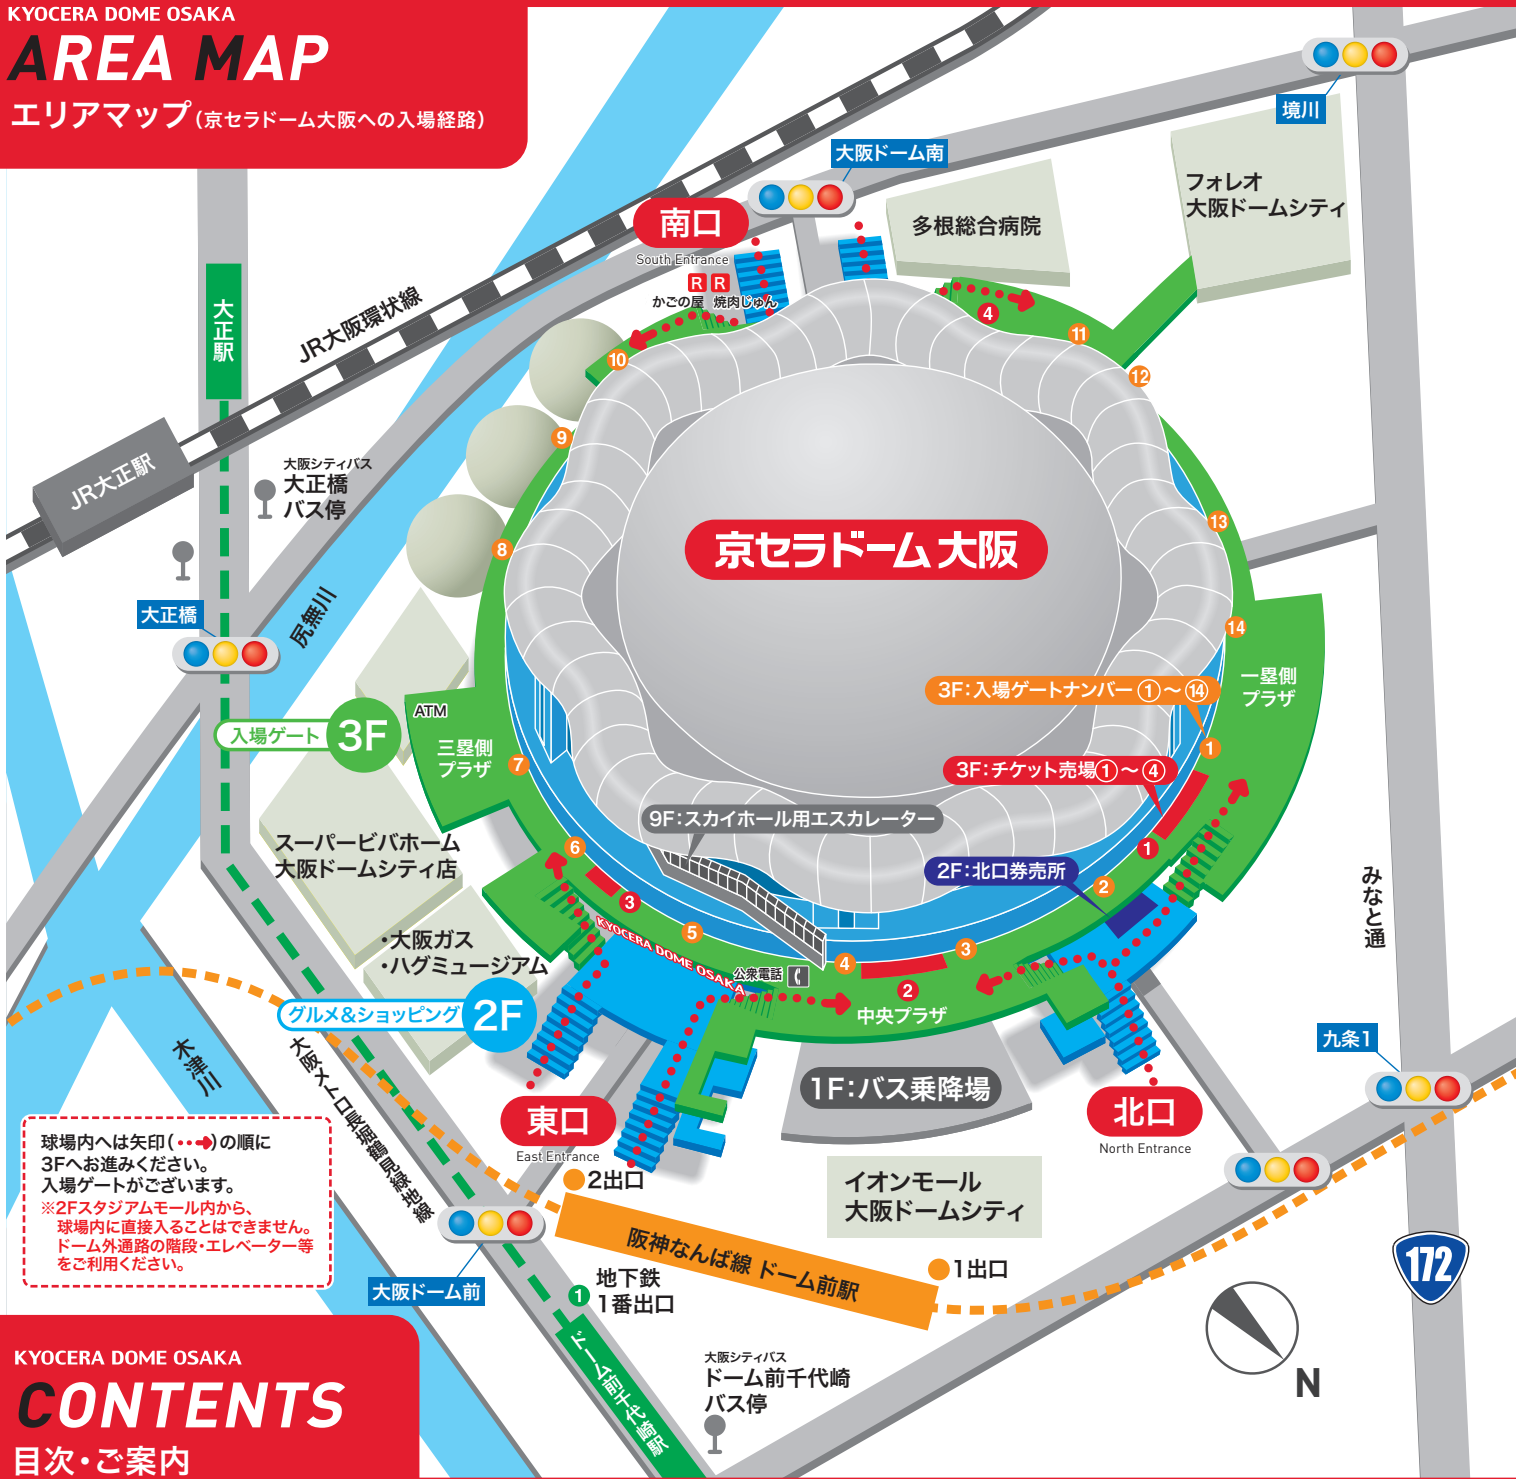 KYOCERA DOME OSAKA
AREA MAP
エリアマップ（京セラドーム大阪への入場経路）
境川
大阪ドーム南
フォレオ
大阪ドームシティ
多根総合病院
南口
South Entrance
R R
かごの屋 焼肉じゅん
大正駅
JR大阪環状線
4
11
10
12
9
JR大正駅
大阪シティバス
大正橋
バス停
8
13
京セラドーム 大阪
大正橋
尻無川
14
3F：入場ゲートナンバー ①～⑭
一塁側
プラザ
ATM
入場ゲート 3F
三塁側
プラザ
7
1
3F：チケット売場①～④
9F：スカイホール用エスカレーター
スーパービバホーム
大阪ドームシティ店
6
1
2F：北口券売所
2
みなと通
3
KYOCERA DOME OSAKA
5
・大阪ガス
・ハグミュージアム
3
4
公衆電話
2
中央プラザ
グルメ＆ショッピング 2F
木津川
大阪メトロ長堀鶴見緑地線
九条1
1F：バス乗降場
東口
East Entrance
北口
North Entrance
球場内へは矢印（•••➔）の順に
3Fへお進みください。
入場ゲートがございます。
※2Fスタジアムモール内から、
球場内に直接入ることはできません。
ドーム外通路の階段・エレベーター等
をご利用ください。
2出口
イオンモール
大阪ドームシティ
阪神なんば線 ドーム前駅
1出口
172
大阪ドーム前
1
地下鉄
1番出口
ドーム前千代崎駅
大阪シティバス
ドーム前千代崎
バス停
N
KYOCERA DOME OSAKA
CONTENTS
目次・ご案内